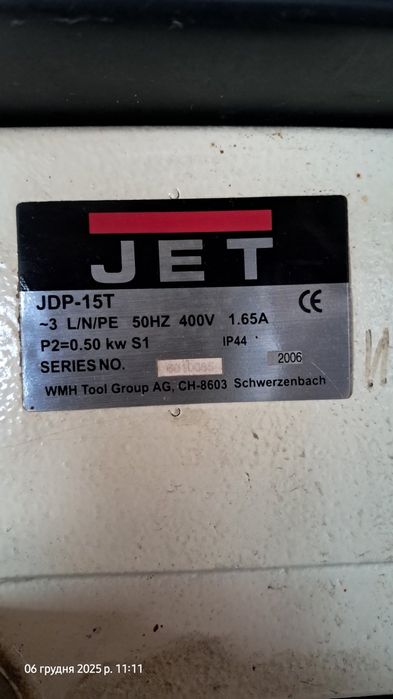 JET
JDP-15T
~3 L/N/PE 50HZ 400V 1.65A CE
P2=0.50 kw S1 IP44
SERIES NO. 2006
WMH Tool Group AG, CH-8603 Schwerzenbach
06 грудня 2025 р. 11:11